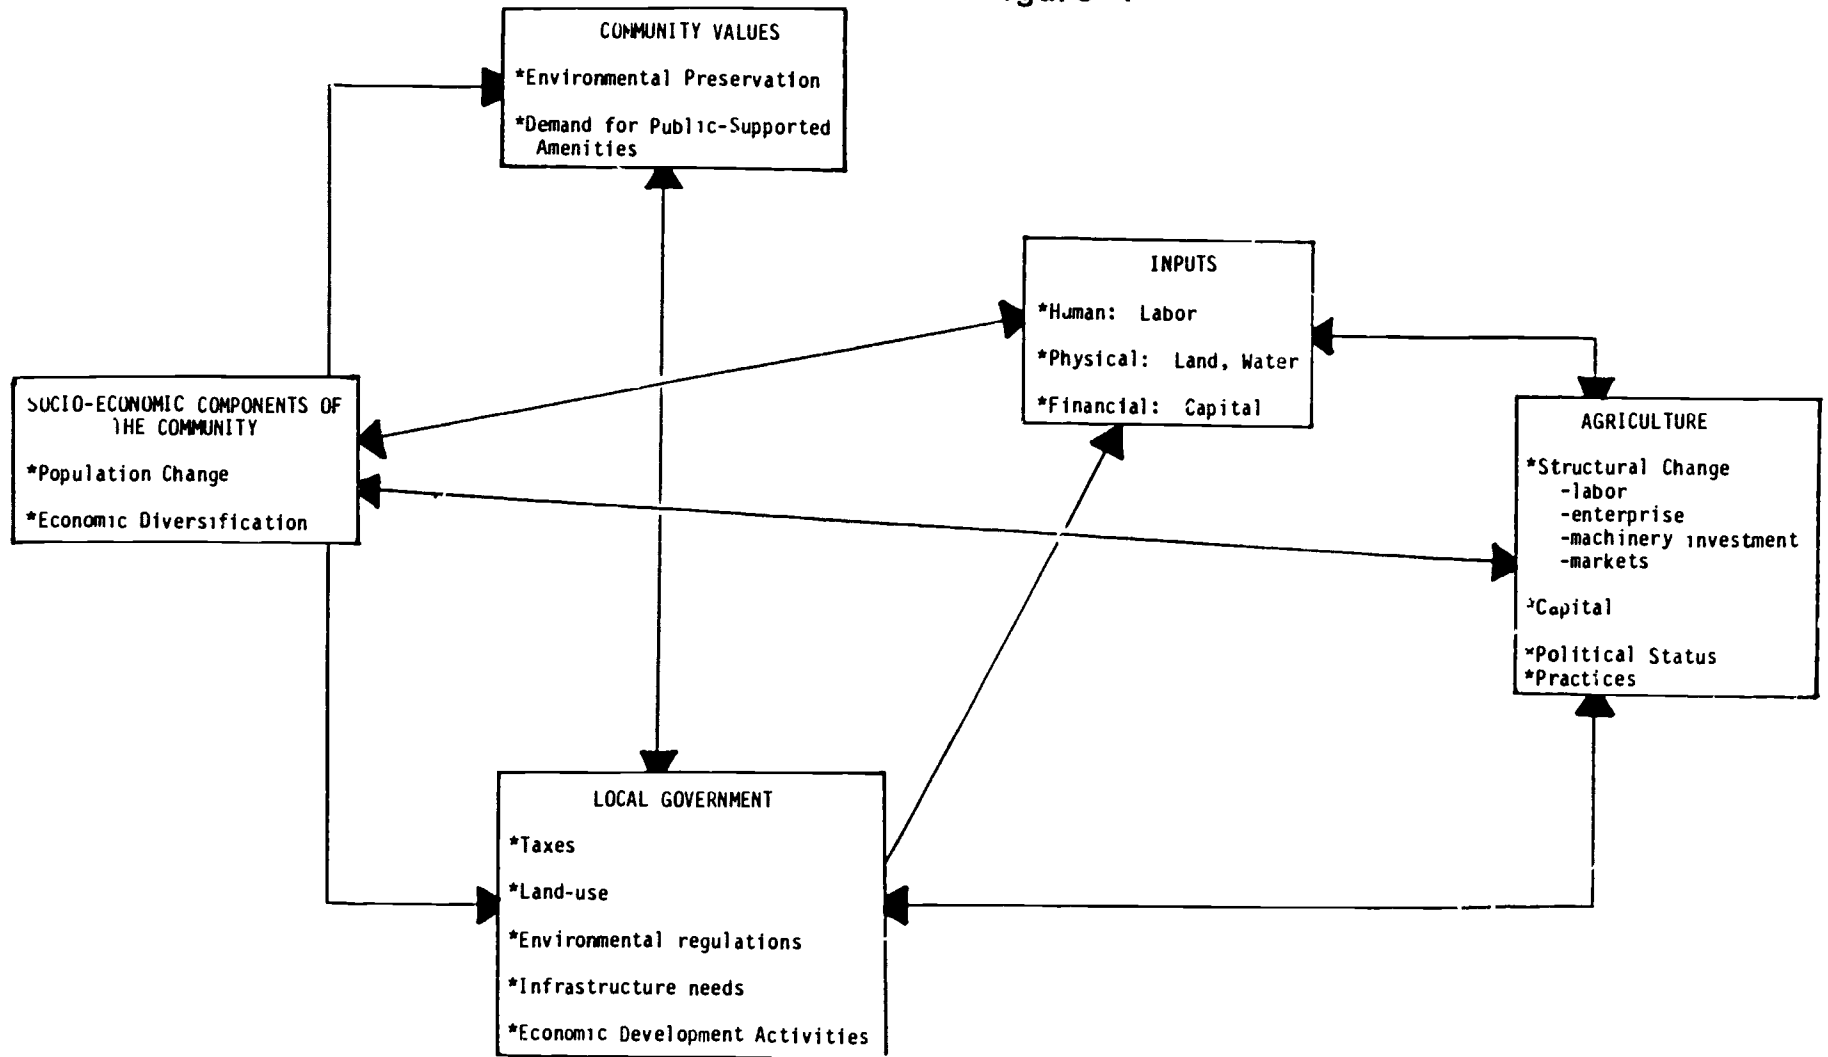 COMMUNITY VALUES
*Environmental Preservation
*Demand for Public-Supported
Amenities
INPUTS
*Human: Labor
*Physical: Land, Water
*Financial: Capital
SOCIO-ECONOMIC COMPONENTS OF
THE COMMUNITY
*Population Change
*Economic Diversification
AGRICULTURE
*Structural Change
-labor
-enterprise
-machinery investment
-markets
*Capital
*Political Status
*Practices
LOCAL GOVERNMENT
*Taxes
*Land-use
*Environmental regulations
*Infrastructure needs
*Economic Development Activities